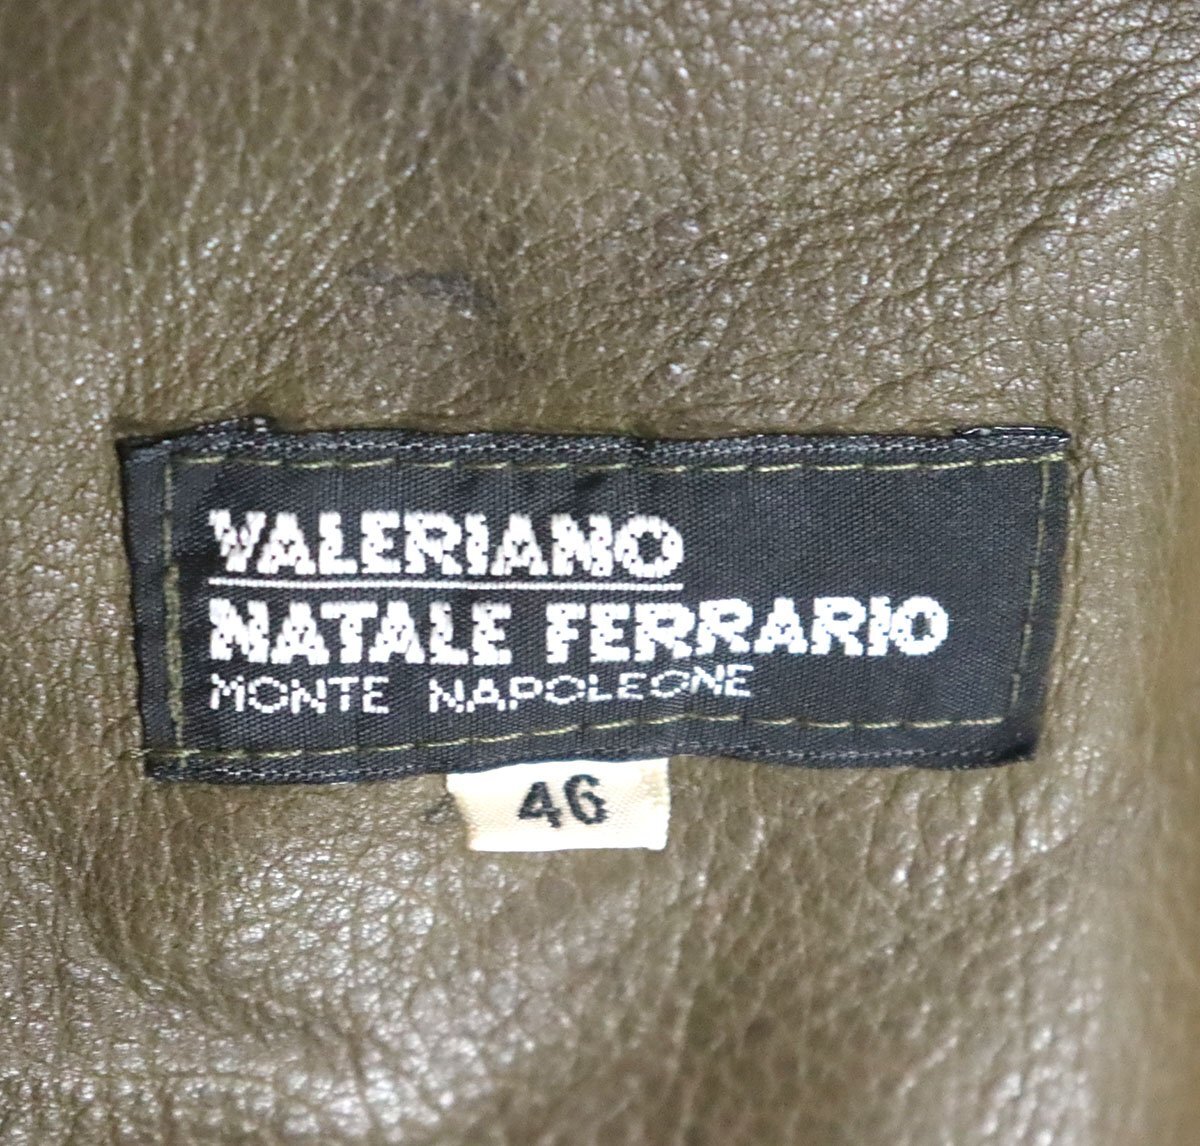 VALERIANO
NATALE FERRARIO
MONTE NAPOLEONE
46